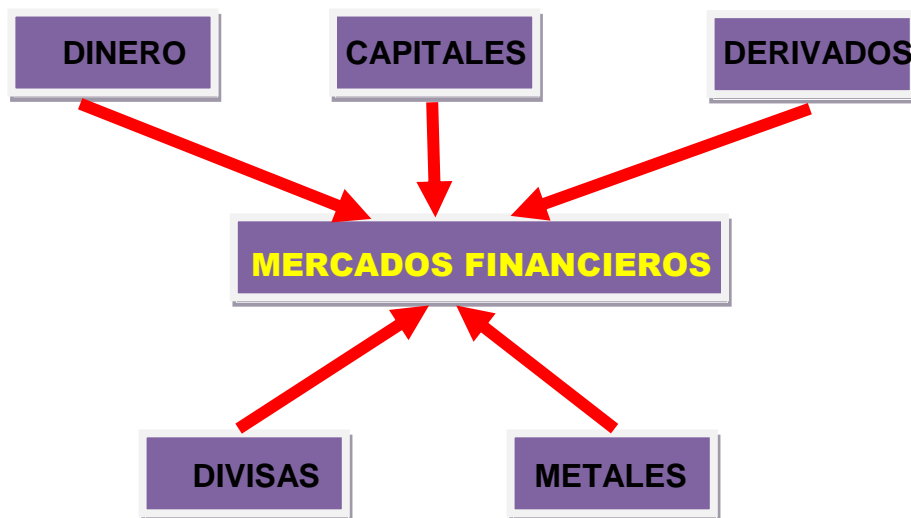 DINERO
CAPITALES
DERIVADOS
MERCADOS FINANCIEROS
DIVISAS
METALES